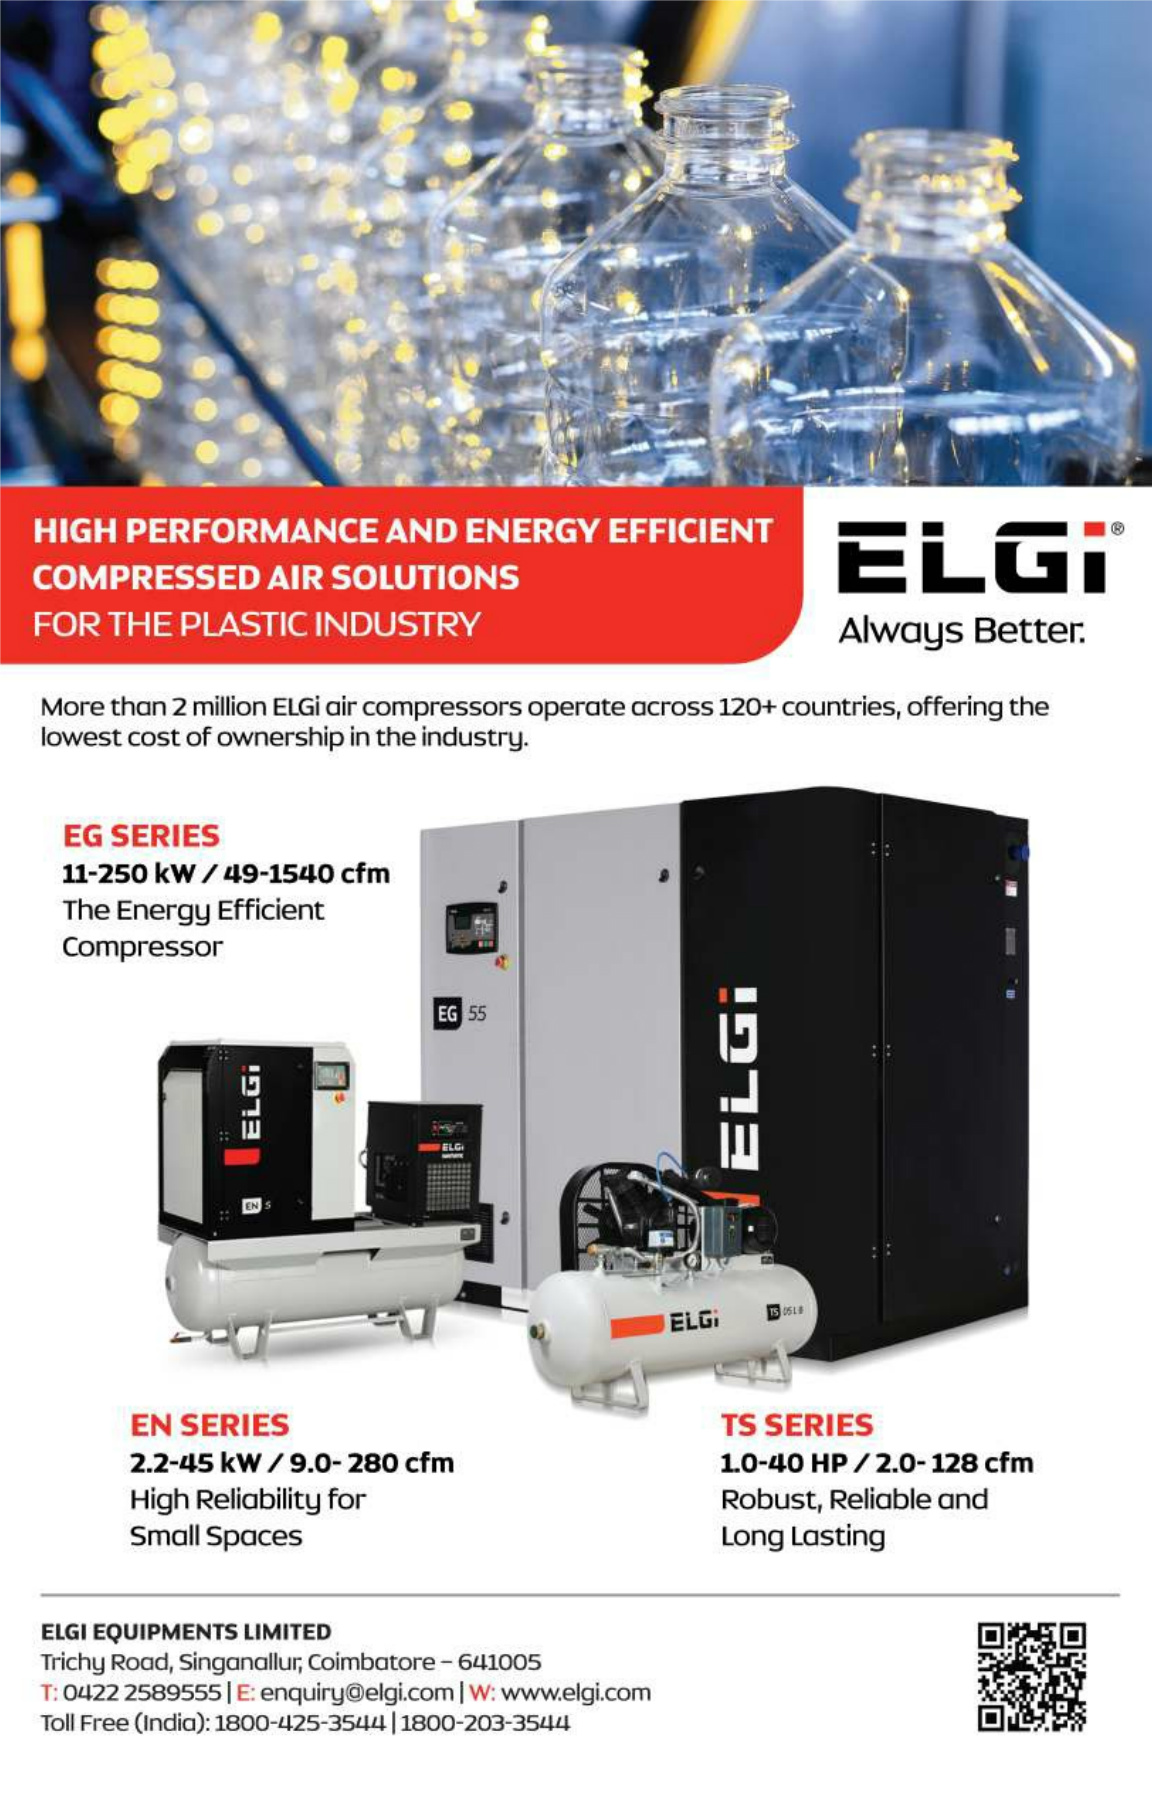 HIGH PERFORMANCE AND ENERGY EFFICIENT
COMPRESSED AIR SOLUTIONS
FOR THE PLASTIC INDUSTRY
ELGi®
Always Better.
More than 2 million ELGi air compressors operate across 120+ countries, offering the
lowest cost of ownership in the industry.
EG SERIES
11-250 kW / 49-1540 cfm
The Energy Efficient
Compressor
EG 55
ELGi
ELGi
EN 5
ELGi
ELGi
TS 05 L B
EN SERIES
2.2-45 kW / 9.0- 280 cfm
High Reliability for
Small Spaces
TS SERIES
1.0-40 HP / 2.0- 128 cfm
Robust, Reliable and
Long Lasting
ELGI EQUIPMENTS LIMITED
Trichy Road, Singanallur, Coimbatore – 641005
T: 0422 2589555 | E: enquiry@elgi.com | W: www.elgi.com
Toll Free (India): 1800-425-3544 | 1800-203-3544